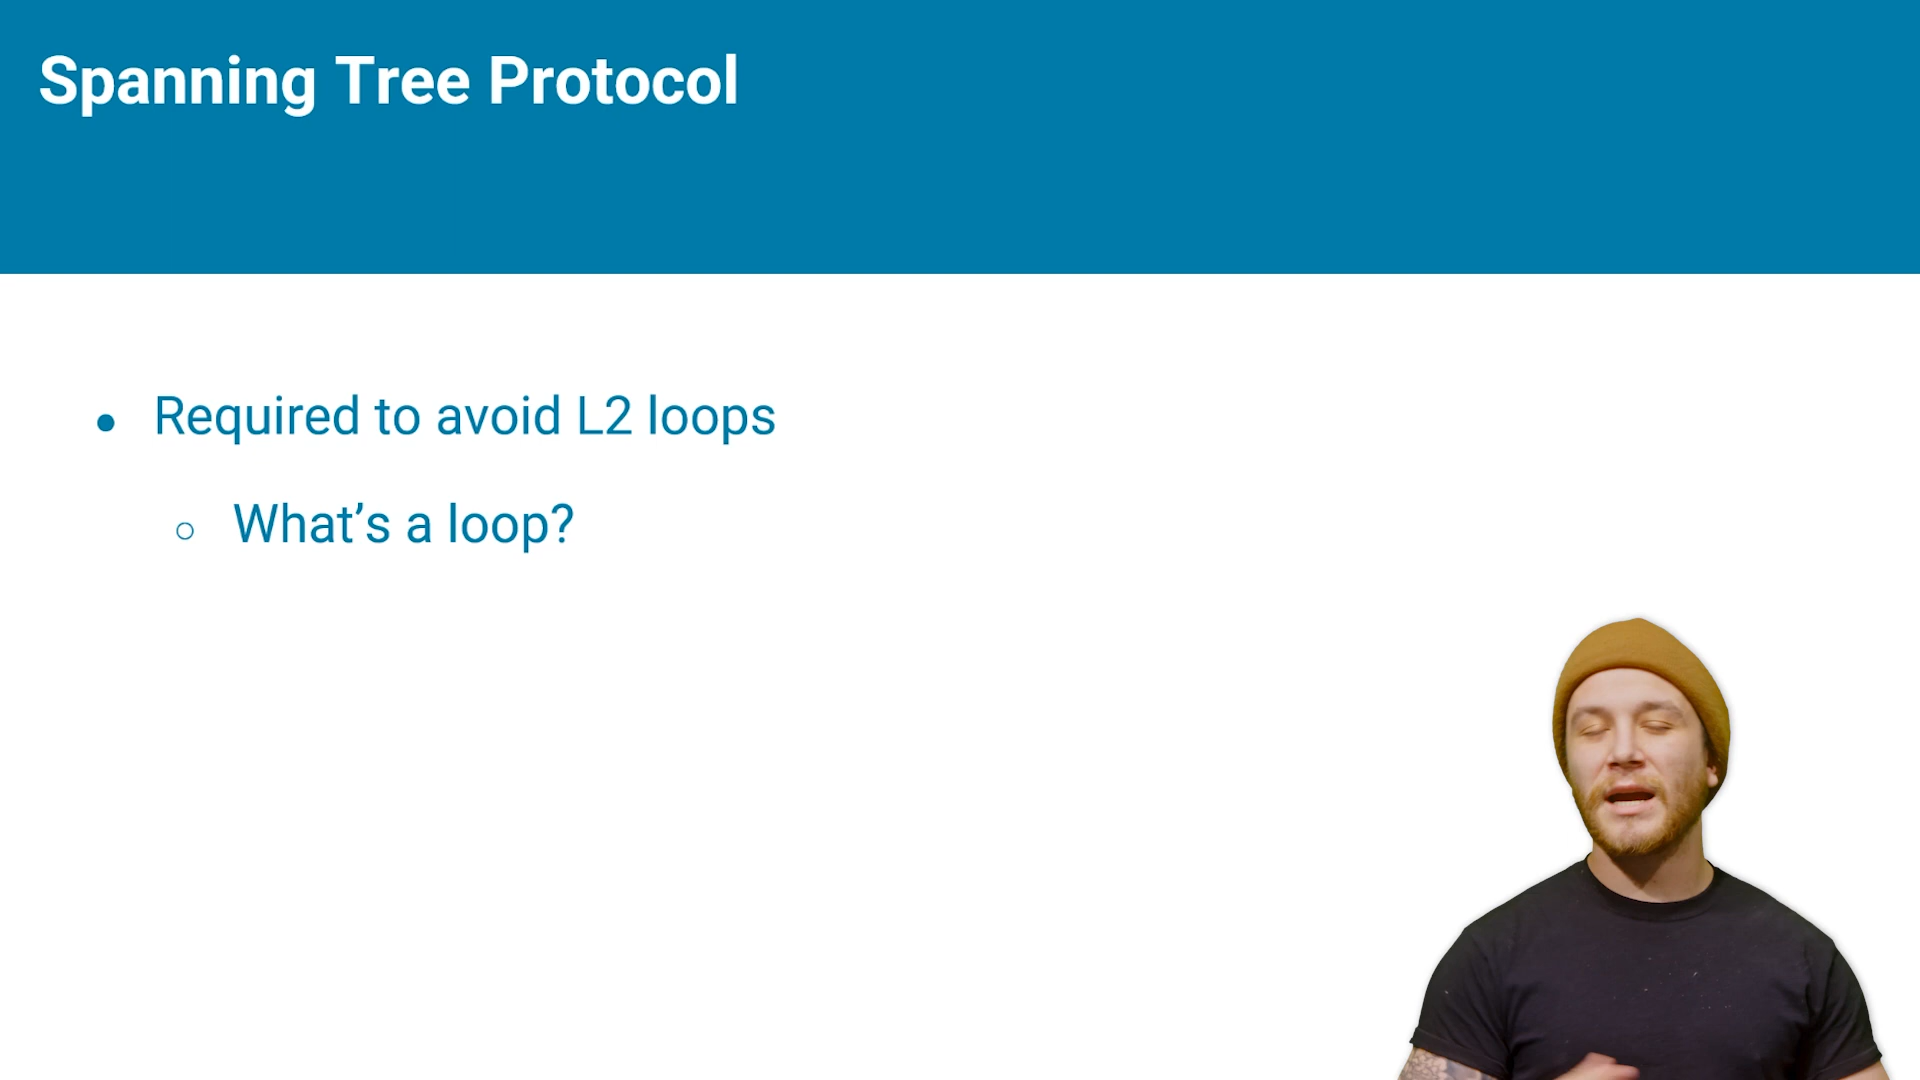 Spanning Tree Protocol
● Required to avoid L2 loops
○ What’s a loop?